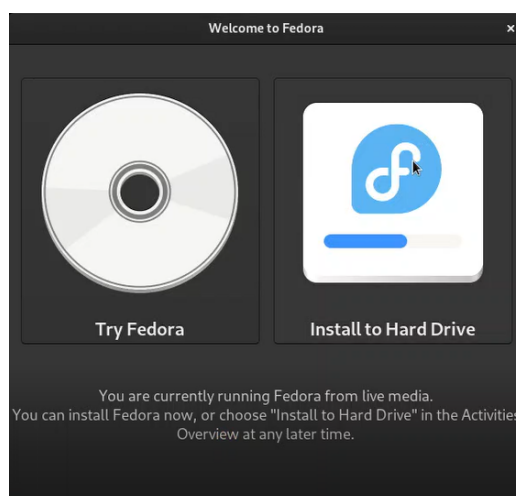 Welcome to Fedora
Try Fedora
Install to Hard Drive
You are currently running Fedora from live media.
You can install Fedora now, or choose "Install to Hard Drive" in the Activities
Overview at any later time.